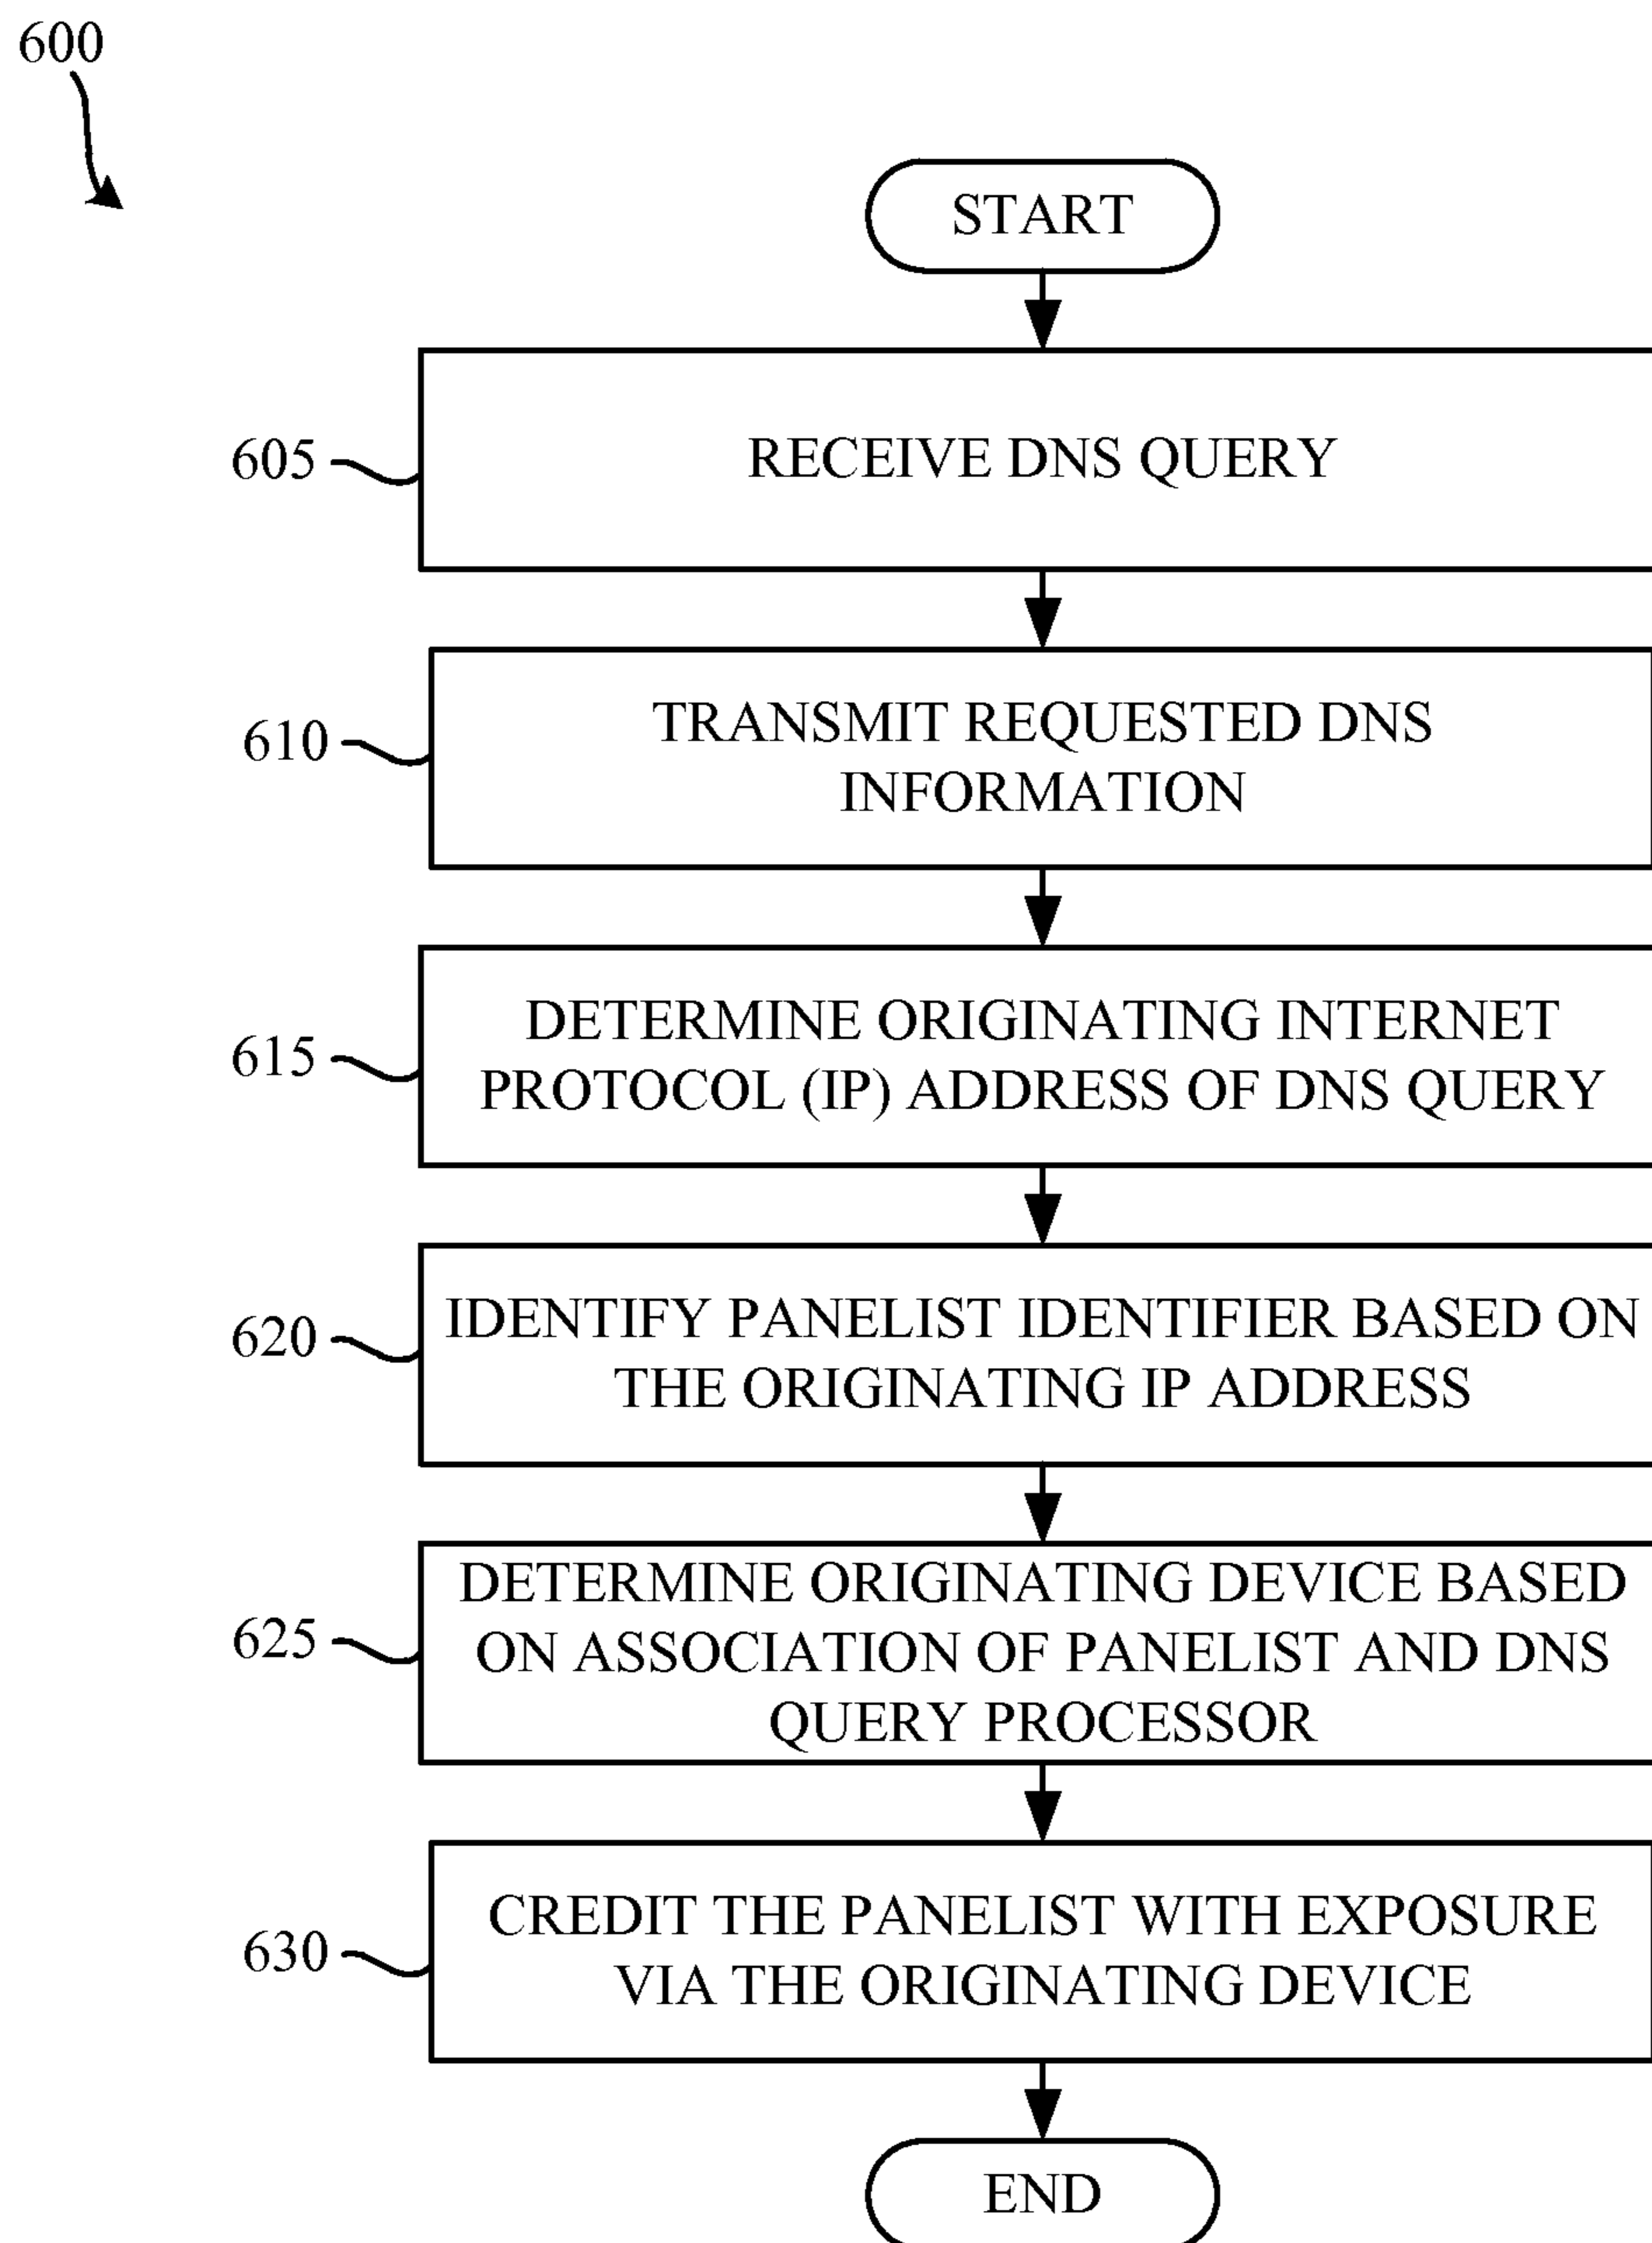 600
START
605
RECEIVE DNS QUERY
610
TRANSMIT REQUESTED DNS
INFORMATION
615
DETERMINE ORIGINATING INTERNET
PROTOCOL (IP) ADDRESS OF DNS QUERY
620
IDENTIFY PANELIST IDENTIFIER BASED ON
THE ORIGINATING IP ADDRESS
625
DETERMINE ORIGINATING DEVICE BASED
ON ASSOCIATION OF PANELIST AND DNS
QUERY PROCESSOR
630
CREDIT THE PANELIST WITH EXPOSURE
VIA THE ORIGINATING DEVICE
END